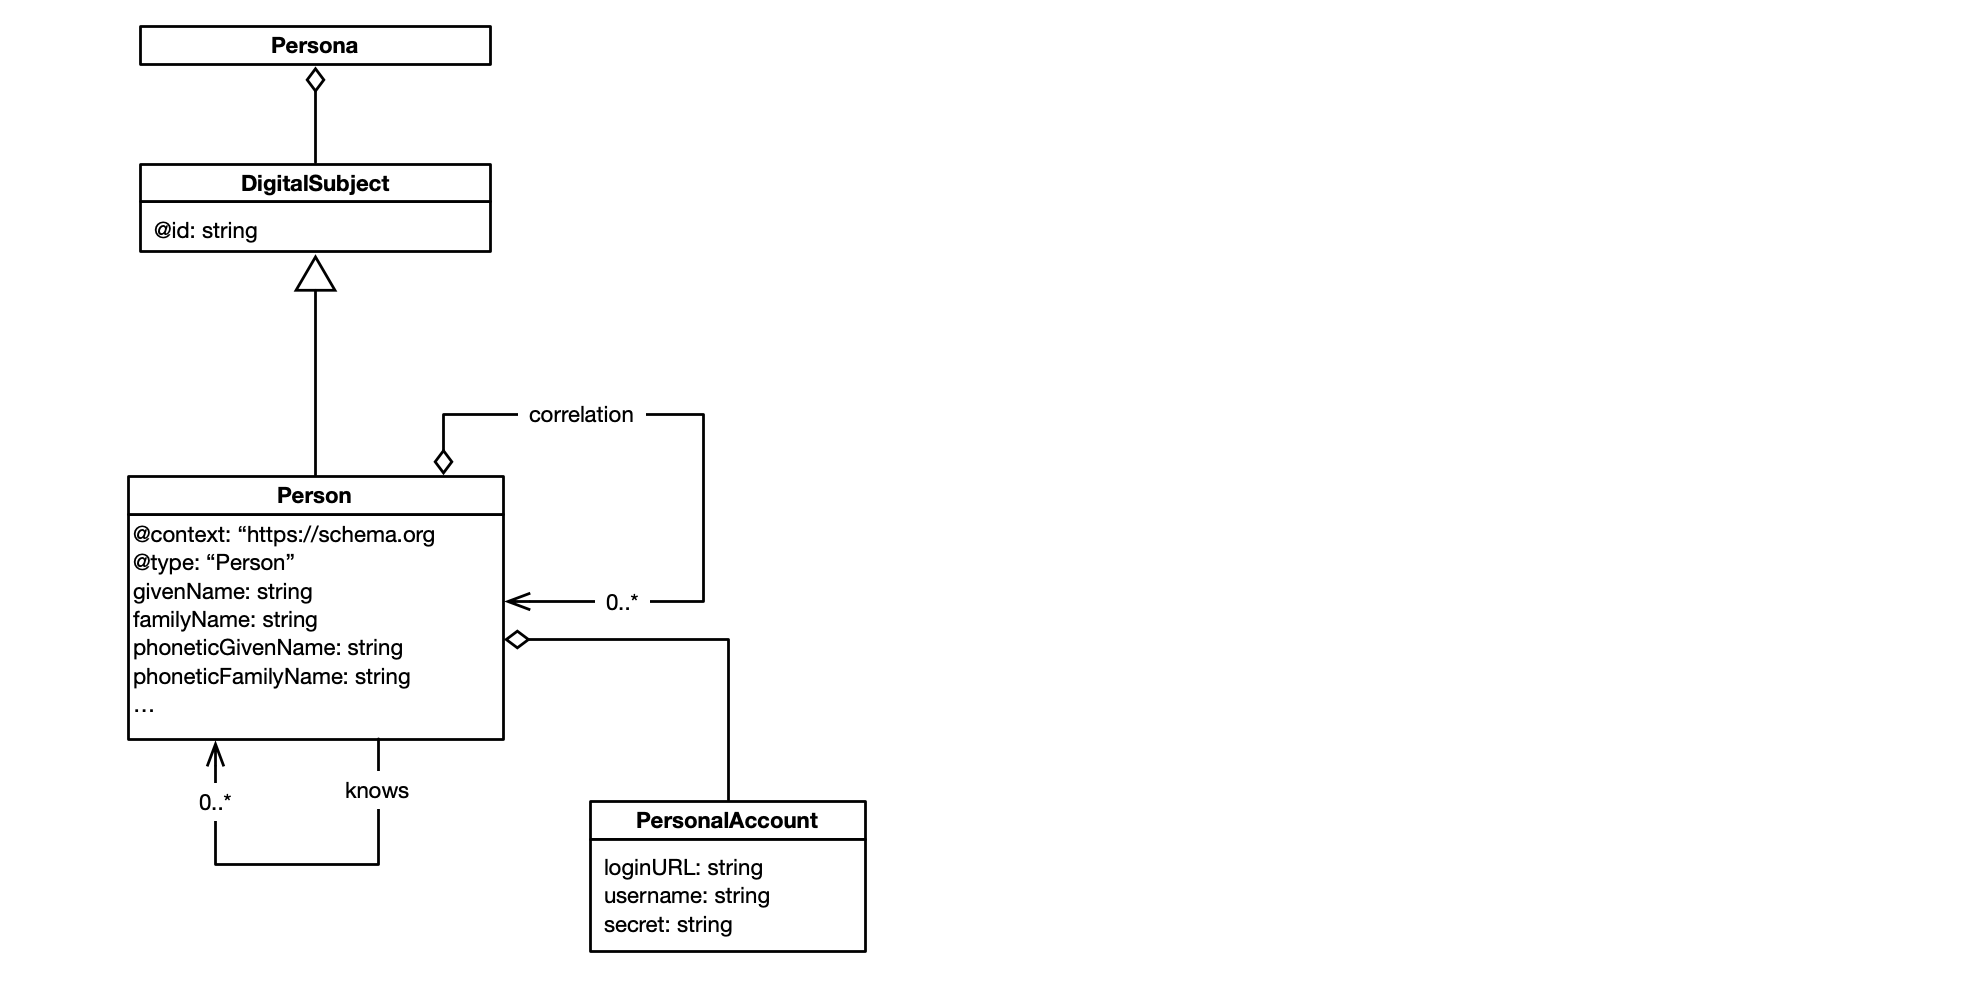 Persona
DigitalSubject
@id: string
correlation
Person
@context: “https://schema.org
@type: “Person”
givenName: string
0..*
familyName: string
phoneticGivenName: string
phoneticFamilyName: string
...
knows
0..*
PersonalAccount
loginURL: string
username: string
secret: string